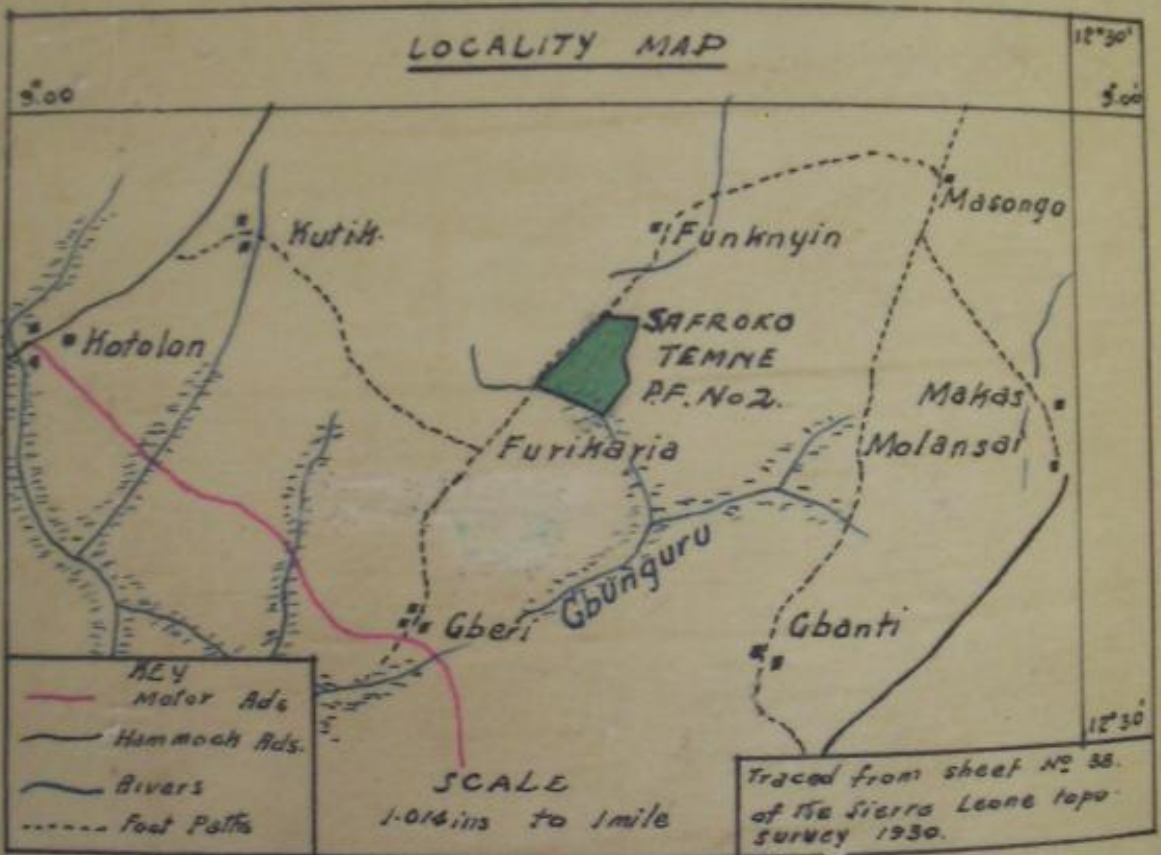 LOCALITY MAP
12°30'
9°00
9°00'
Masongo
Kutik.
Funknyin
SAFROKO
TEMNE
P.F. No 2.
Kotolon
Makas
Furikaria
Molansai
Gbunguru
Gberi
Gbanti
KEY
Motor Rds
Hammock Rds.
Rivers
Foot Paths
SCALE
1.014 ins to 1 mile
12°30'
Traced from sheet No 38.
of the Sierra Leone topo-
survey 1930.